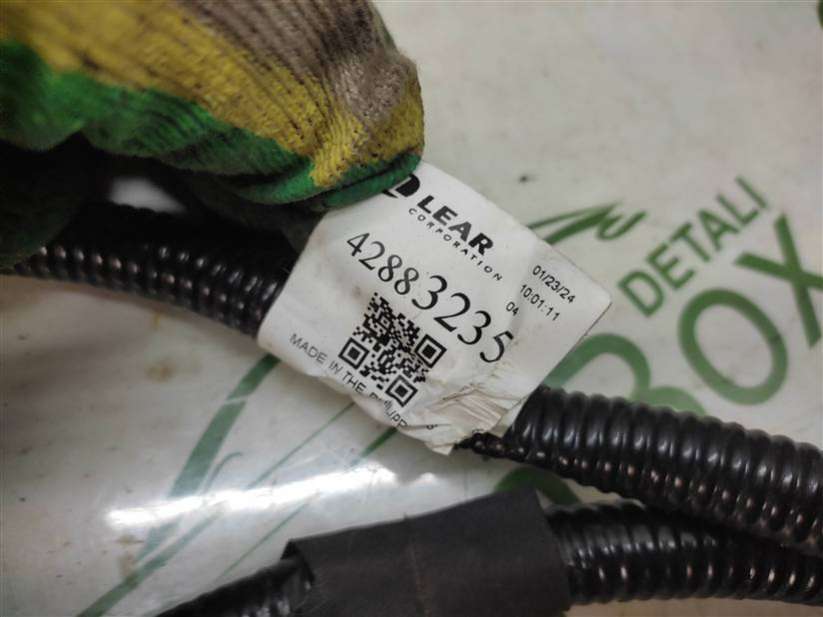 LEAR
CORPORATION
42883235
04
01/23/24
10:01:11
MADE IN THE
DETALI
BOX